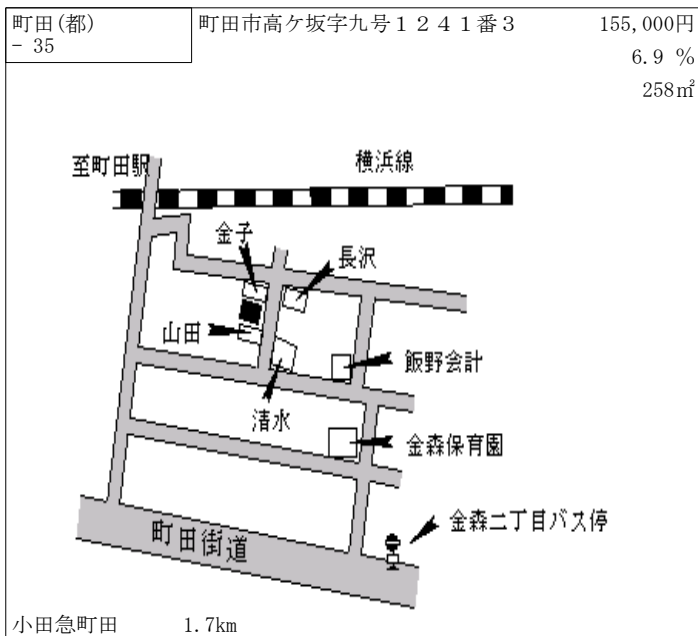 町田(都)
- 35
町田市高ケ坂字九号１２４１番３
155,000円
6.9 %
258㎡
至町田駅
横浜線
金子
長沢
山田
飯野会計
清水
金森保育園
金森二丁目バス停
町田街道
小田急町田 1.7km